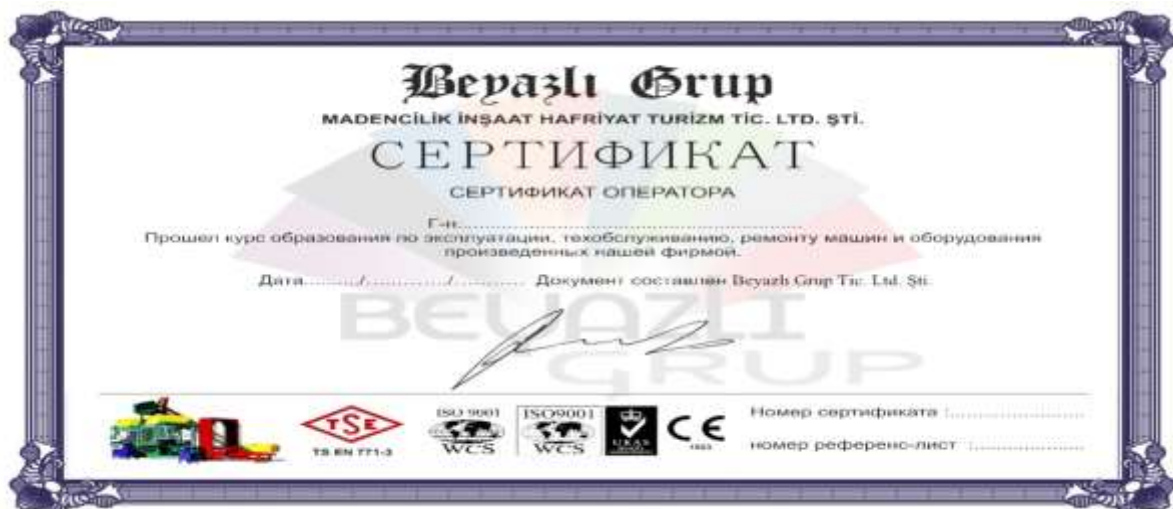 Beyazlı Grup
MADENCİLİK İNŞAAT HAFRİYAT TURİZM TİC. LTD. ŞTİ.
СЕРТИФИКАТ
СЕРТИФИКАТ ОПЕРАТОРА
Г-н.......................................................
Прошел курс образования по эксплуатации, техобслуживанию, ремонту машин и оборудования
произведенных нашей фирмой.
Дата........./............../............ Документ составлен Beyazlı Grup Tic. Ltd. Şti.
BEUAZLI
GRUP
TSE
TS EN 771-3
ISO 9001
WCS
ISO9001
WCS
UKAS
CE
Номер сертификата :........................
номер референс-лист :....................